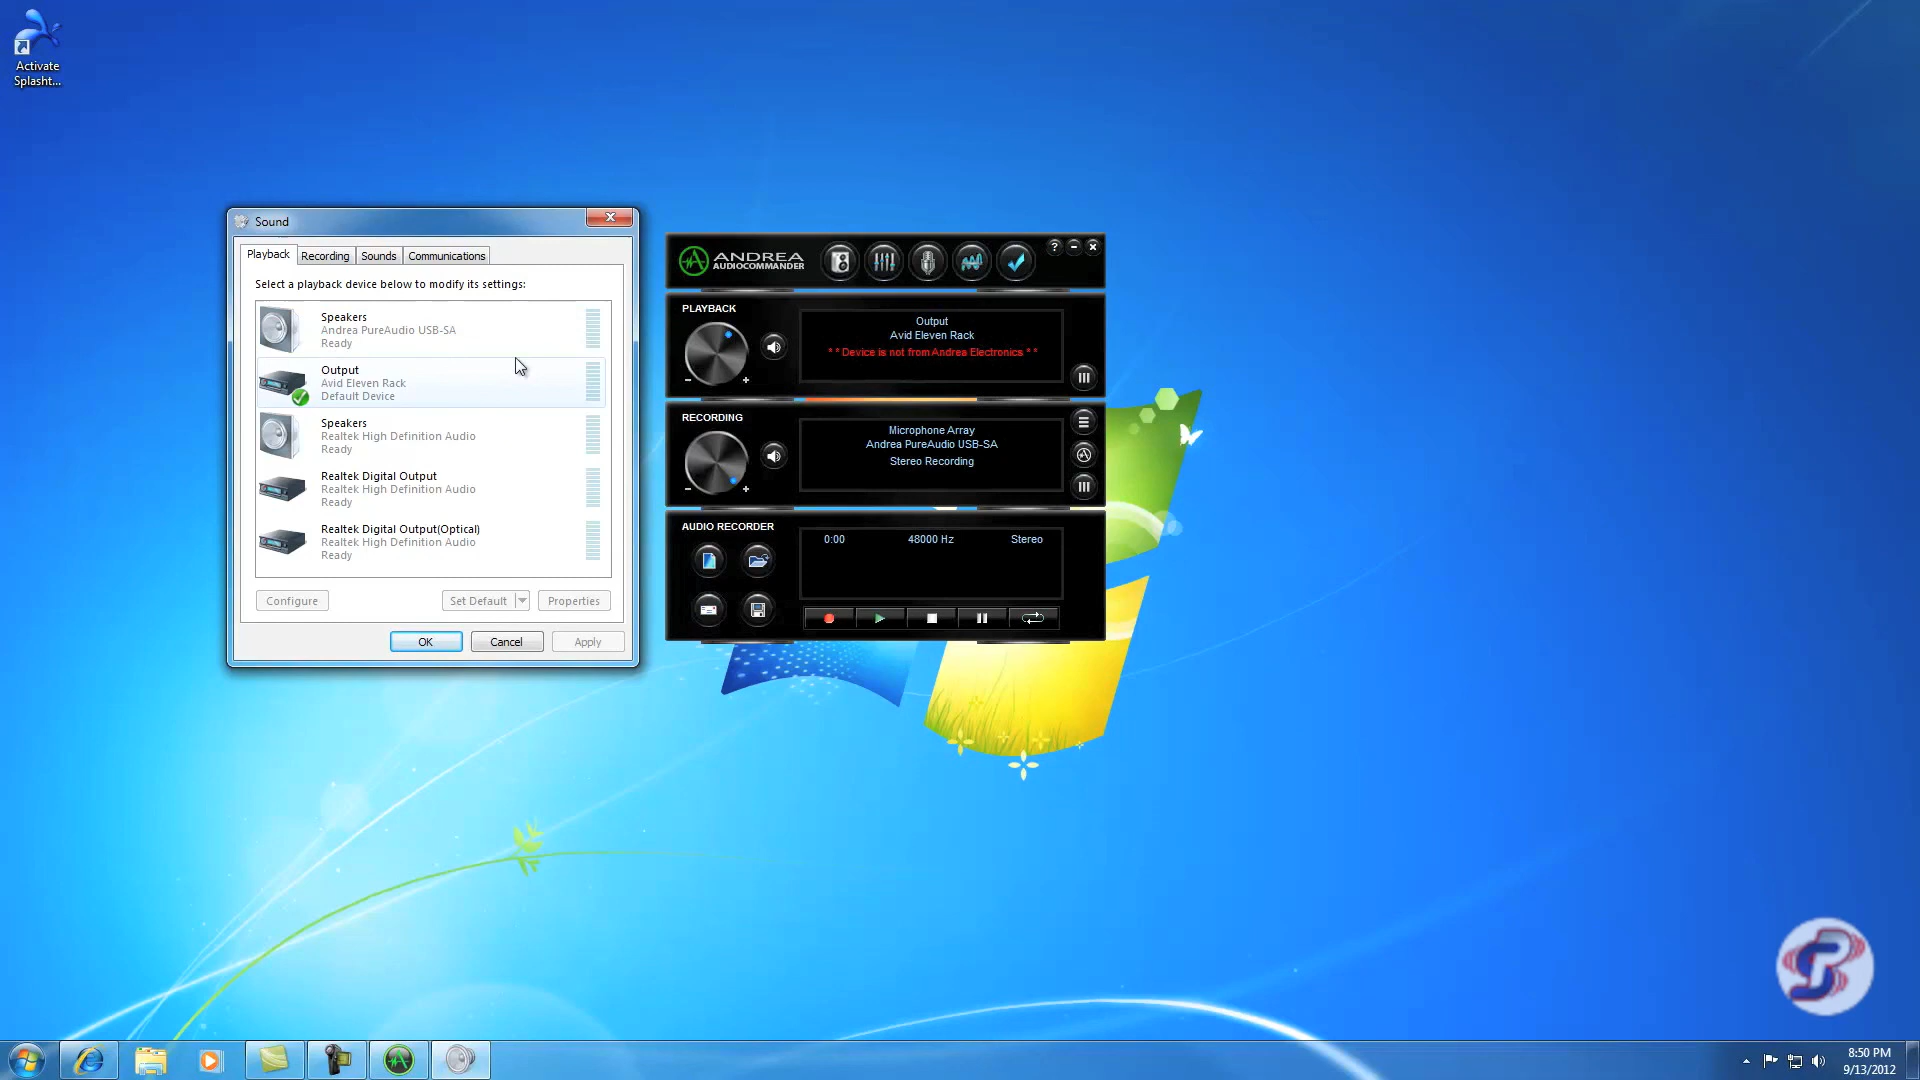 Activate
Splasht...
Sound
Playback
Recording
Sounds
Communications
Select a playback device below to modify its settings:
Speakers
Andrea PureAudio USB-SA
Ready
Output
Avid Eleven Rack
Default Device
Speakers
Realtek High Definition Audio
Ready
Realtek Digital Output
Realtek High Definition Audio
Ready
Realtek Digital Output(Optical)
Realtek High Definition Audio
Ready
Configure
Set Default
Properties
OK
Cancel
Apply
ANDREA
AUDIOCOMMANDER
?
PLAYBACK
- +
Output
Avid Eleven Rack
* * Device is not from Andrea Electronics * *
RECORDING
- +
Microphone Array
Andrea PureAudio USB-SA
Stereo Recording
AUDIO RECORDER
0:00 48000 Hz Stereo
8:50 PM
9/13/2012